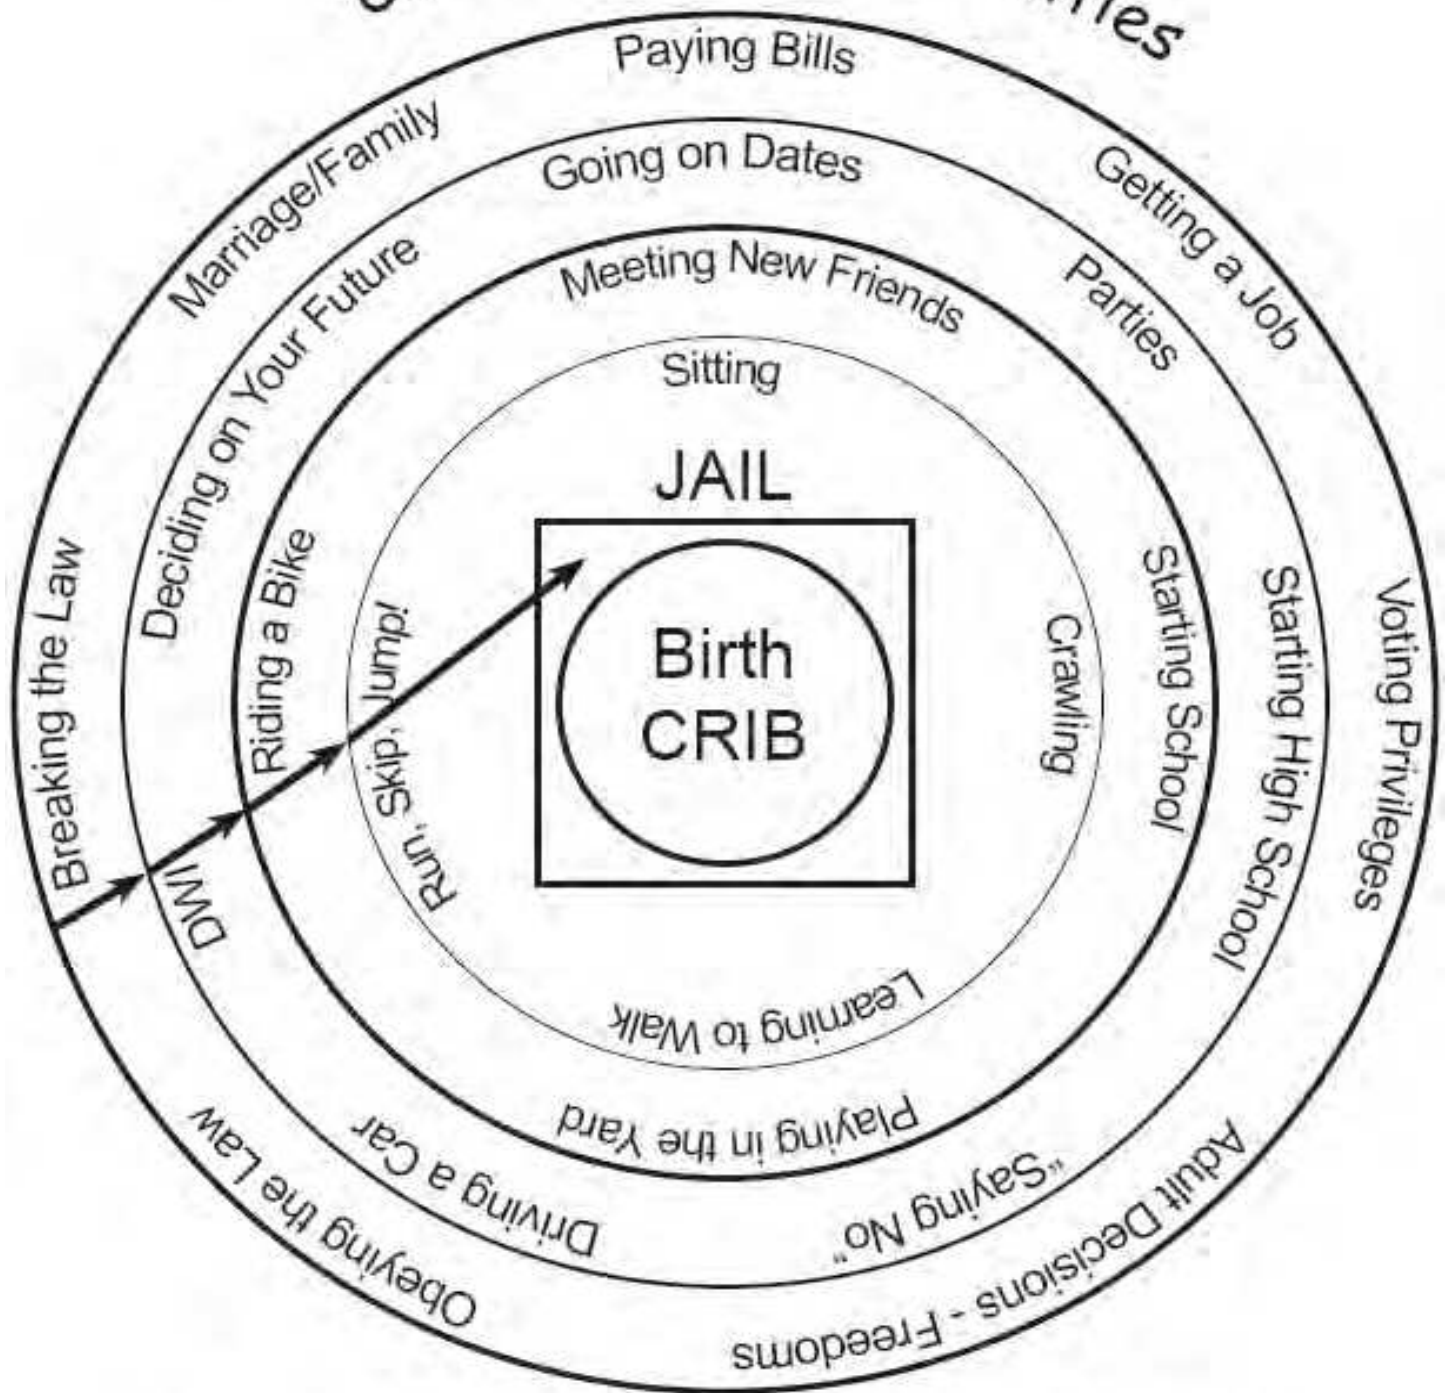 Paying Bills
Marriage/Family
Getting a Job
Going on Dates
Deciding on Your Future
Parties
Meeting New Friends
Sitting
JAIL
Breaking the Law
Riding a Bike
Run, Skip, Jump!
Birth
CRIB
Crawling
Starting School
Starting High School
Voting Privileges
DWI
Learning to Walk
Playing in the Yard
Driving a Car
"Saying No"
Obeying the Law
Adult Decisions - Freedoms